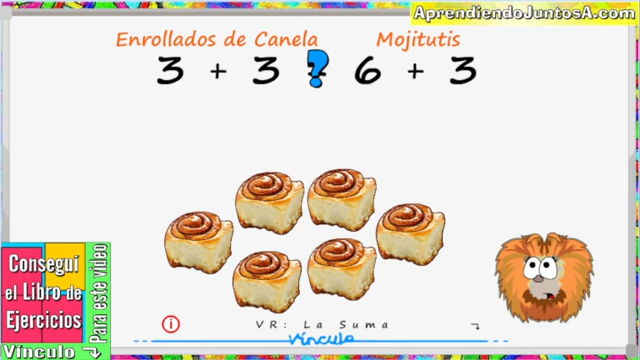 AprendiendoJuntosA.com
Enrollados de Canela Mojitutis
3 + 3 ? 6 + 3
Conseguí
el Libro de
Ejercicios
Vínculo
Para este video
VR: La Suma
vínculo